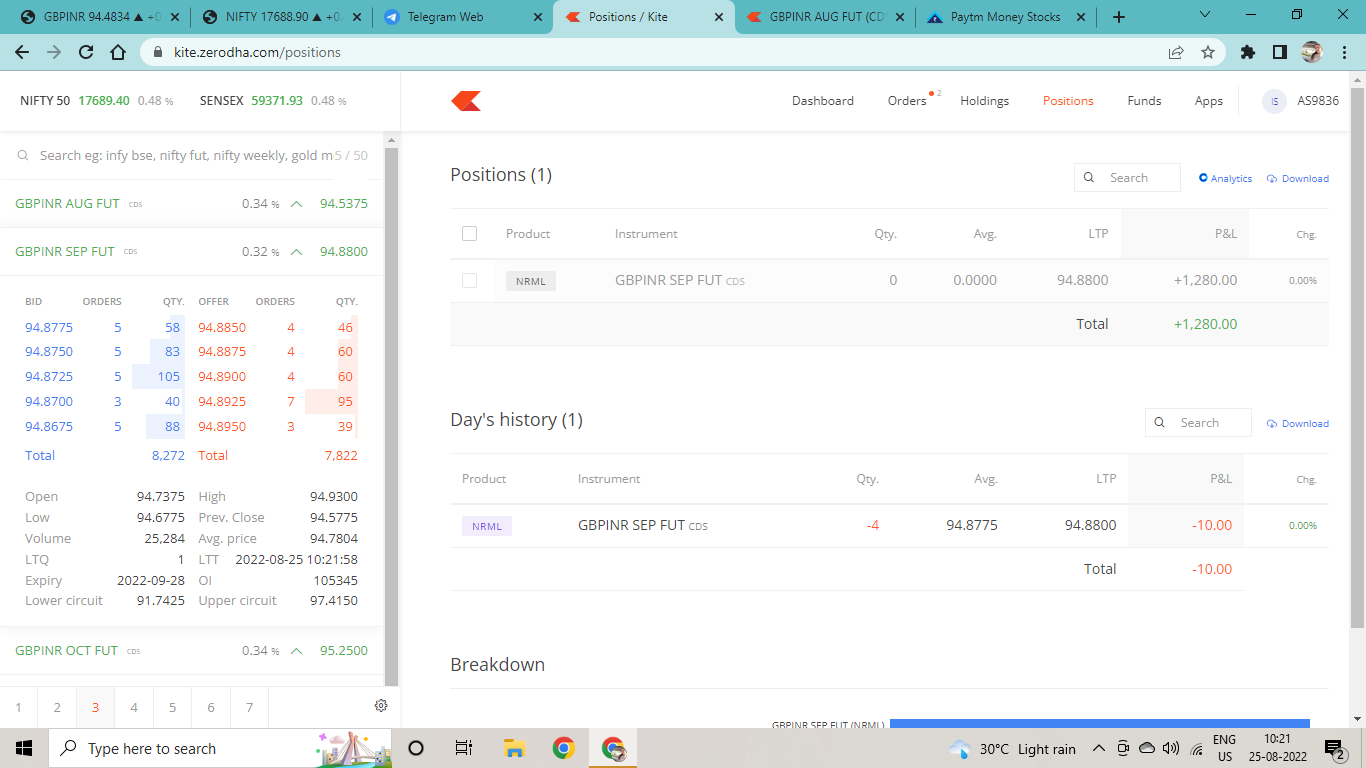 GBPINR 94.4834 ▲ +0
NIFTY 17688.90 ▲ +0.
Telegram Web
Positions / Kite
GBPINR AUG FUT (CD
Paytm Money Stocks
kite.zerodha.com/positions
NIFTY 50 17689.40 0.48 % SENSEX 59371.93 0.48 %
Dashboard Orders 2 Holdings Positions Funds Apps IS AS9836
Search eg: infy bse, nifty fut, nifty weekly, gold m 5 / 50
GBPINR AUG FUT CDS 0.34 % 94.5375
GBPINR SEP FUT CDS 0.32 % 94.8800
BID ORDERS QTY. OFFER ORDERS QTY.
94.8775 5 58 94.8850 4 46
94.8750 5 83 94.8875 4 60
94.8725 5 105 94.8900 4 60
94.8700 3 40 94.8925 7 95
94.8675 5 88 94.8950 3 39
Total 8,272 Total 7,822
Open 94.7375 High 94.9300
Low 94.6775 Prev. Close 94.5775
Volume 25,284 Avg. price 94.7804
LTQ 1 LTT 2022-08-25 10:21:58
Expiry 2022-09-28 OI 105345
Lower circuit 91.7425 Upper circuit 97.4150
GBPINR OCT FUT CDS 0.34 % 95.2500
1 2 3 4 5 6 7
Positions (1)
Search Analytics Download
Product Instrument Qty. Avg. LTP P&L Chg.
NRML GBPINR SEP FUT CDS 0 0.0000 94.8800 +1,280.00 0.00%
Total +1,280.00
Day's history (1)
Search Download
Product Instrument Qty. Avg. LTP P&L Chg.
NRML GBPINR SEP FUT CDS -4 94.8775 94.8800 -10.00 0.00%
Total -10.00
Breakdown
GBPINR SEP FUT (NRML)
Type here to search
30°C Light rain
ENG
US
10:21
25-08-2022
2